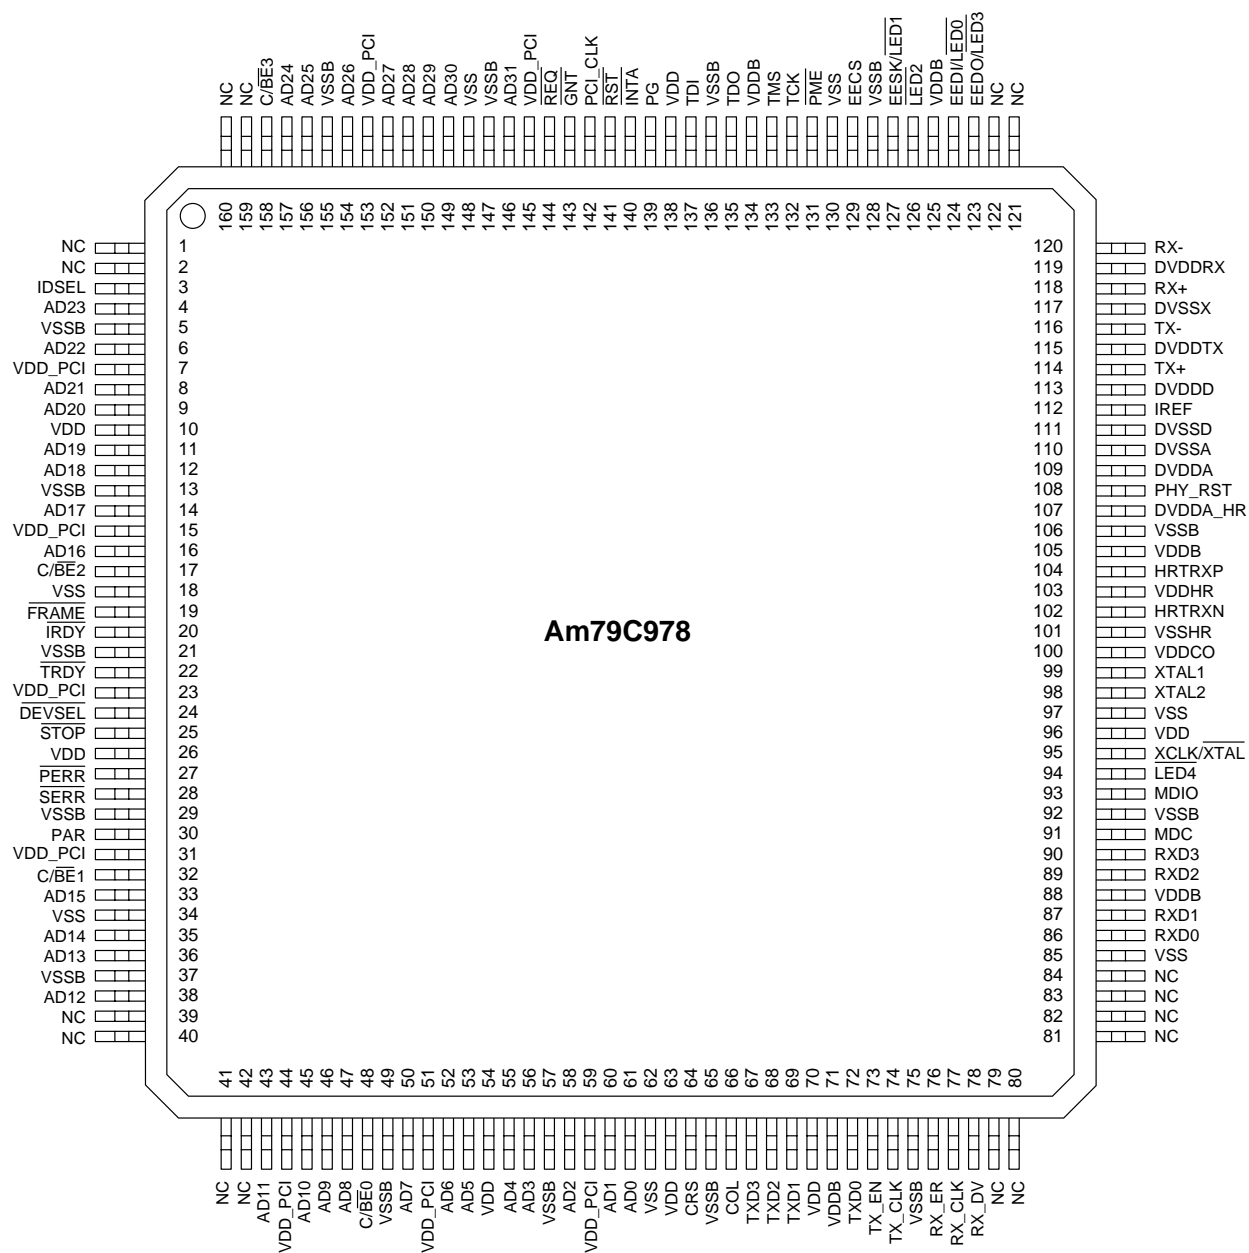 NC
NC
C/BE3
AD24
AD25
VSSB
AD26
VDD_PCI
AD27
AD28
AD29
AD30
VSS
VSSB
AD31
VDD_PCI
REQ
GNT
PCI_CLK
RST
INTA
PG
VDD
TDI
VSSB
TDO
VDDB
TMS
TCK
PME
VSS
EECS
VSSB
EESK/LED1
LED2
VDDB
EEDI/LED0
EEDO/LED3
NC
NC
160
159
158
157
156
155
154
153
152
151
150
149
148
147
146
145
144
143
142
141
140
139
138
137
136
135
134
133
132
131
130
129
128
127
126
125
124
123
122
121
NC 1
NC 2
IDSEL 3
AD23 4
VSSB 5
AD22 6
VDD_PCI 7
AD21 8
AD20 9
VDD 10
AD19 11
AD18 12
VSSB 13
AD17 14
VDD_PCI 15
AD16 16
C/BE2 17
VSS 18
FRAME 19
IRDY 20
VSSB 21
TRDY 22
VDD_PCI 23
DEVSEL 24
STOP 25
VDD 26
PERR 27
SERR 28
VSSB 29
PAR 30
VDD_PCI 31
C/BE1 32
AD15 33
VSS 34
AD14 35
AD13 36
VSSB 37
AD12 38
NC 39
NC 40
Am79C978
120 RX-
119 DVDDRX
118 RX+
117 DVSSX
116 TX-
115 DVDDTX
114 TX+
113 DVDDD
112 IREF
111 DVSSD
110 DVSSA
109 DVDDA
108 PHY_RST
107 DVDDA_HR
106 VSSB
105 VDDB
104 HRTRXP
103 VDDHR
102 HRTRXN
101 VSSHR
100 VDDCO
99 XTAL1
98 XTAL2
97 VSS
96 VDD
95 XCLK/XTAL
94 LED4
93 MDIO
92 VSSB
91 MDC
90 RXD3
89 RXD2
88 VDDB
87 RXD1
86 RXD0
85 VSS
84 NC
83 NC
82 NC
81 NC
41
42
43
44
45
46
47
48
49
50
51
52
53
54
55
56
57
58
59
60
61
62
63
64
65
66
67
68
69
70
71
72
73
74
75
76
77
78
79
80
NC
NC
AD11
VDD_PCI
AD10
AD9
AD8
C/BE0
VSSB
AD7
VDD_PCI
AD6
AD5
VDD
AD4
AD3
VSSB
AD2
VDD_PCI
AD1
AD0
VSS
VDD
CRS
VSSB
COL
TXD3
TXD2
TXD1
VDD
VDDB
TXD0
TX_EN
TX_CLK
VSSB
RX_ER
RX_CLK
RX_DV
NC
NC